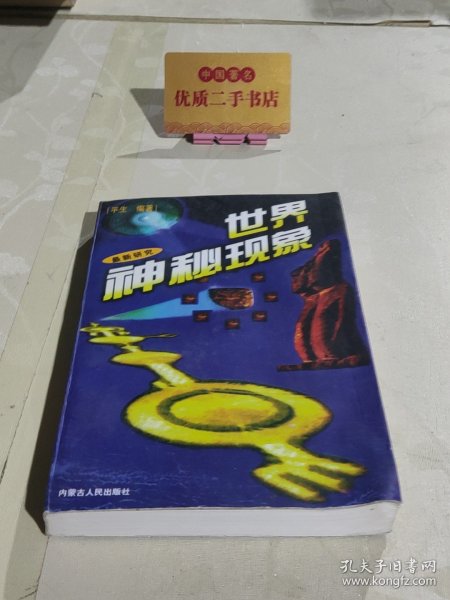 中国著名
优质二手书店
[平生 编著]
世界
最新研究
神秘现象
内蒙古人民出版社
孔夫子旧书网
www.kongfz.com